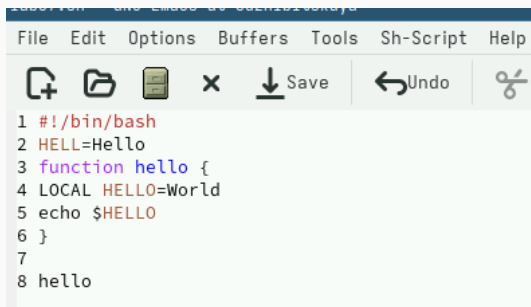 File Edit Options Buffers Tools Sh-Script Help
Save Undo
1 #!/bin/bash
2 HELL=Hello
3 function hello {
4 LOCAL HELLO=World
5 echo $HELLO
6 }
7
8 hello